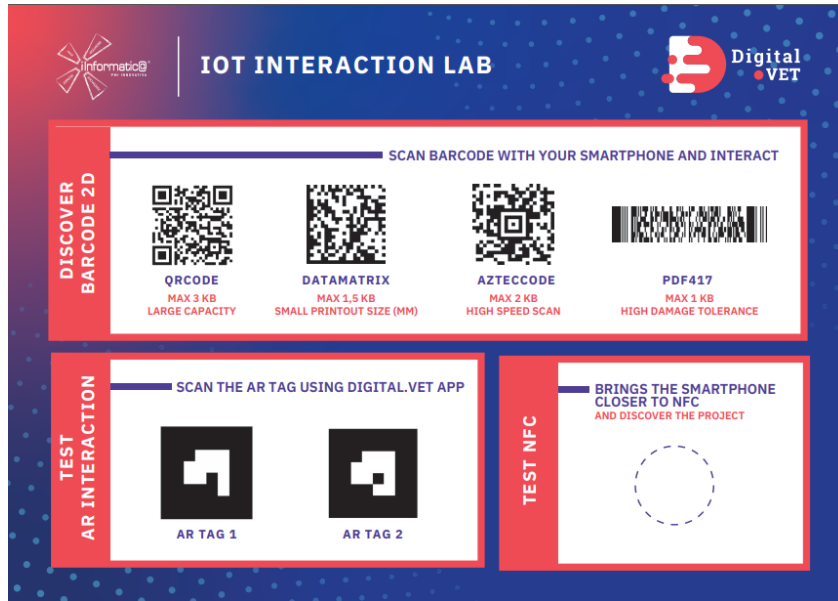 iInformatic@®
IOT INTERACTION LAB
Digital
VET
DISCOVER
BARCODE 2D
SCAN BARCODE WITH YOUR SMARTPHONE AND INTERACT
QRCODE
MAX 3 KB
LARGE CAPACITY
DATAMATRIX
MAX 1,5 KB
SMALL PRINTOUT SIZE (MM)
AZTECCODE
MAX 2 KB
HIGH SPEED SCAN
PDF417
MAX 1 KB
HIGH DAMAGE TOLERANCE
TEST
AR INTERACTION
SCAN THE AR TAG USING DIGITAL.VET APP
AR TAG 1
AR TAG 2
TEST NFC
BRINGS THE SMARTPHONE
CLOSER TO NFC
AND DISCOVER THE PROJECT